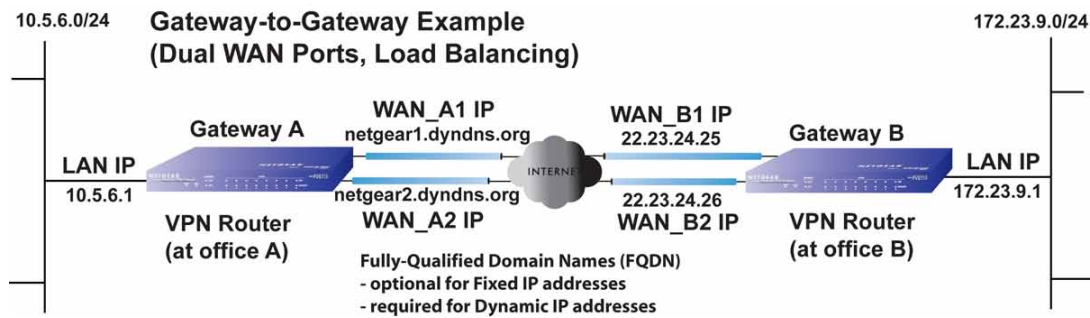 10.5.6.0/24
Gateway-to-Gateway Example
(Dual WAN Ports, Load Balancing)
172.23.9.0/24
WAN_A1 IP
netgear1.dyndns.org
WAN_B1 IP
22.23.24.25
Gateway A
Gateway B
LAN IP
10.5.6.1
NETGEAR
NETGEAR
INTERNET
NETGEAR
NETGEAR
LAN IP
172.23.9.1
netgear2.dyndns.org
WAN_A2 IP
22.23.24.26
WAN_B2 IP
VPN Router
(at office A)
VPN Router
(at office B)
Fully-Qualified Domain Names (FQDN)
- optional for Fixed IP addresses
- required for Dynamic IP addresses